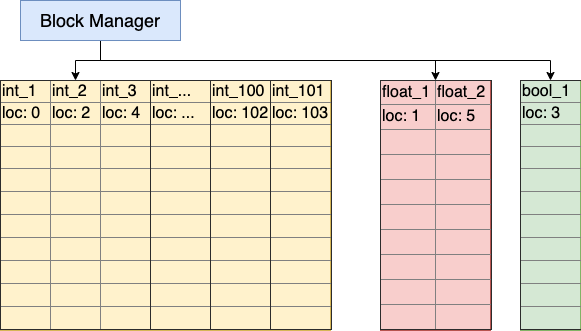 Block Manager
int_1 int_2 int_3 int_... int_100 int_101 float_1 float_2 bool_1
loc: 0 loc: 2 loc: 4 loc: ... loc: 102 loc: 103 loc: 1 loc: 5 loc: 3